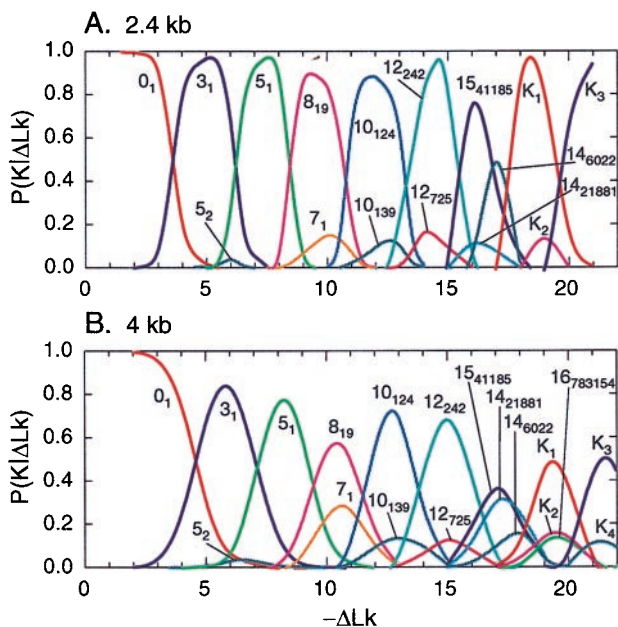 A. 2.4 kb
P(K|ΔLk)
1.0
0.8
0.6
0.4
0.2
0.0
0₁
3₁
5₁
5₂
8₁₉
7₁
10₁₂₄
10₁₃₉
12₂₄₂
12₇₂₅
15₄₁₁₈₅
K₁
K₃
14₆₀₂₂
14₂₁₈₈₁
K₂
0 5 10 15 20
B. 4 kb
P(K|ΔLk)
1.0
0.8
0.6
0.4
0.2
0.0
0₁
3₁
5₁
5₂
8₁₉
7₁
10₁₂₄
10₁₃₉
12₂₄₂
12₇₂₅
15₄₁₁₈₅
14₂₁₈₈₁
14₆₀₂₂
16₇₈₃₁₅₄
K₁
K₂
K₃
K₄
0 5 10 15 20
−ΔLk